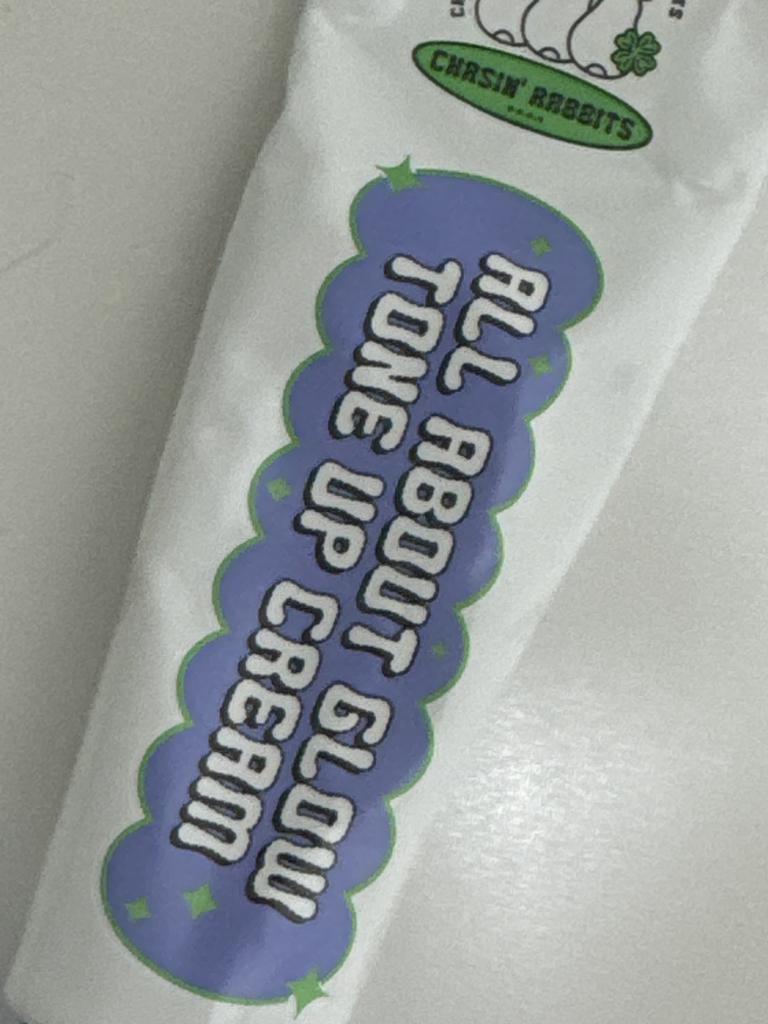 CHASIN' RABBITS
ALL ABOUT GLOW
TONE UP CREAM